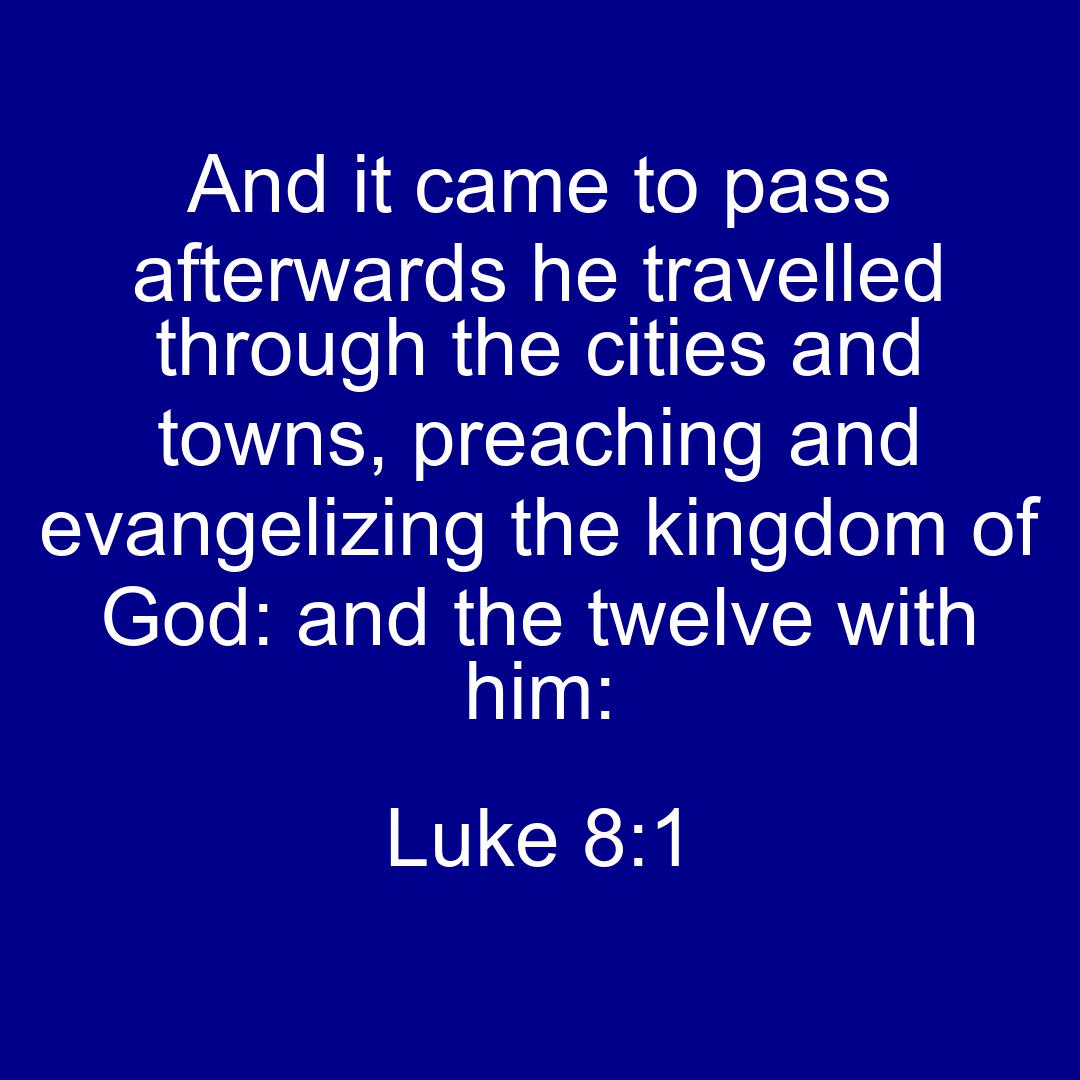 And it came to pass
afterwards he travelled
through the cities and
towns, preaching and
evangelizing the kingdom of
God: and the twelve with
him:
Luke 8:1